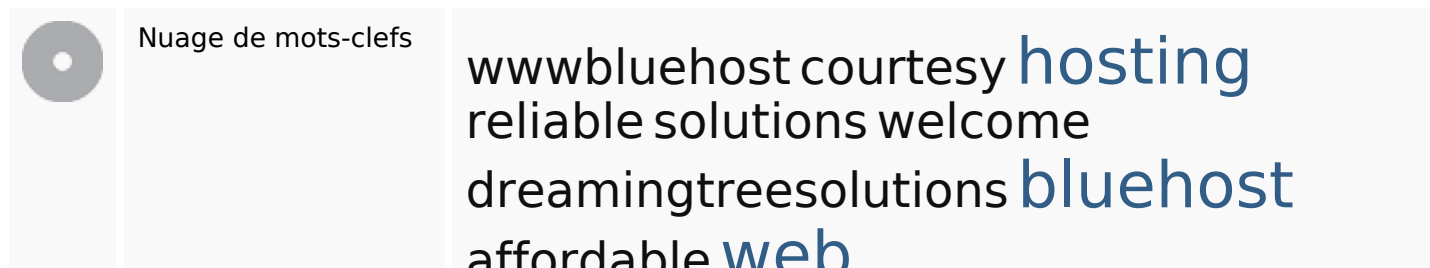 Nuage de mots-clefs
wwwbluehost courtesy hosting
reliable solutions welcome
dreamingtreesolutions bluehost
affordable web